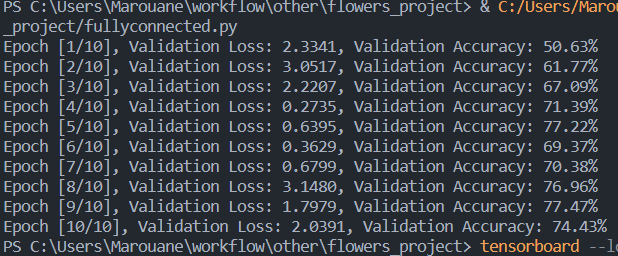 PS C:\Users\Marouane\workflow\other\flowers_project> & C:/Users/Marou
_project/fullyconnected.py
Epoch [1/10], Validation Loss: 2.3341, Validation Accuracy: 50.63%
Epoch [2/10], Validation Loss: 3.0517, Validation Accuracy: 61.77%
Epoch [3/10], Validation Loss: 2.2207, Validation Accuracy: 67.09%
Epoch [4/10], Validation Loss: 0.2735, Validation Accuracy: 71.39%
Epoch [5/10], Validation Loss: 0.6395, Validation Accuracy: 77.22%
Epoch [6/10], Validation Loss: 0.3629, Validation Accuracy: 69.37%
Epoch [7/10], Validation Loss: 0.6799, Validation Accuracy: 70.38%
Epoch [8/10], Validation Loss: 3.1480, Validation Accuracy: 76.96%
Epoch [9/10], Validation Loss: 1.7979, Validation Accuracy: 77.47%
Epoch [10/10], Validation Loss: 2.0391, Validation Accuracy: 74.43%
PS C:\Users\Marouane\workflow\other\flowers_project> tensorboard --lo